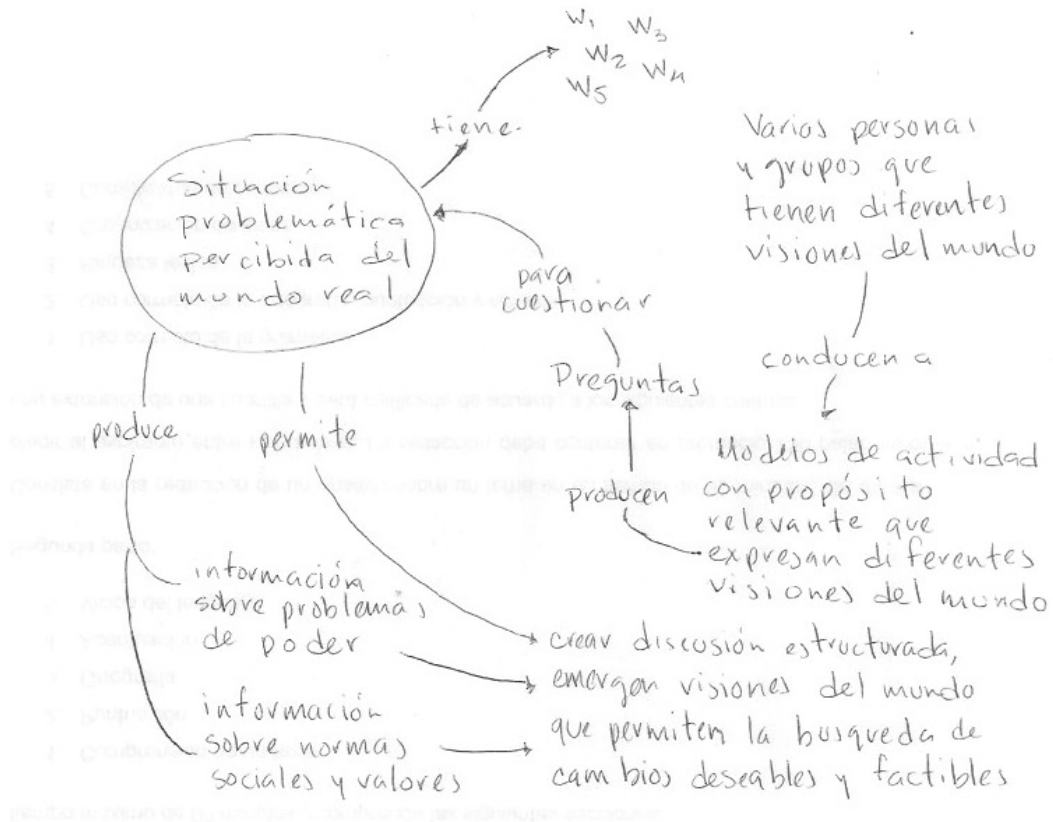 W1 W3
W2 W4
W5
tiene
Situación
problemática
percibida del
mundo real
Varias personas
y grupos que
tienen diferentes
visiones del mundo
para
cuestionar
conducen a
Preguntas
produce
permite
producen
Modelos de actividad
con propósito
relevante que
expresan diferentes
visiones del mundo
información
sobre problemas
de poder
crear discusión estructurada,
emergen visiones del mundo
que permiten la busqueda de
cambios deseables y factibles
información
sobre normas
sociales y valores